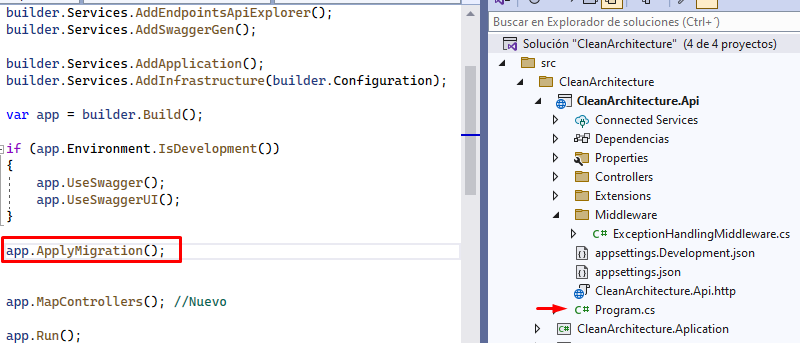 builder.Services.AddEndpointsApiExplorer();
builder.Services.AddSwaggerGen();
builder.Services.AddApplication();
builder.Services.AddInfrastructure(builder.Configuration);
var app = builder.Build();
if (app.Environment.IsDevelopment())
{
app.UseSwagger();
app.UseSwaggerUI();
}
app.ApplyMigration();
app.MapControllers(); //Nuevo
app.Run();
Buscar en Explorador de soluciones (Ctrl+´)
Solución "CleanArchitecture" (4 de 4 proyectos)
src
CleanArchitecture
CleanArchitecture.Api
Connected Services
Dependencias
Properties
Controllers
Extensions
Middleware
C# ExceptionHandlingMiddleware.cs
appsettings.Development.json
appsettings.json
CleanArchitecture.Api.http
C# Program.cs
C# CleanArchitecture.Aplication